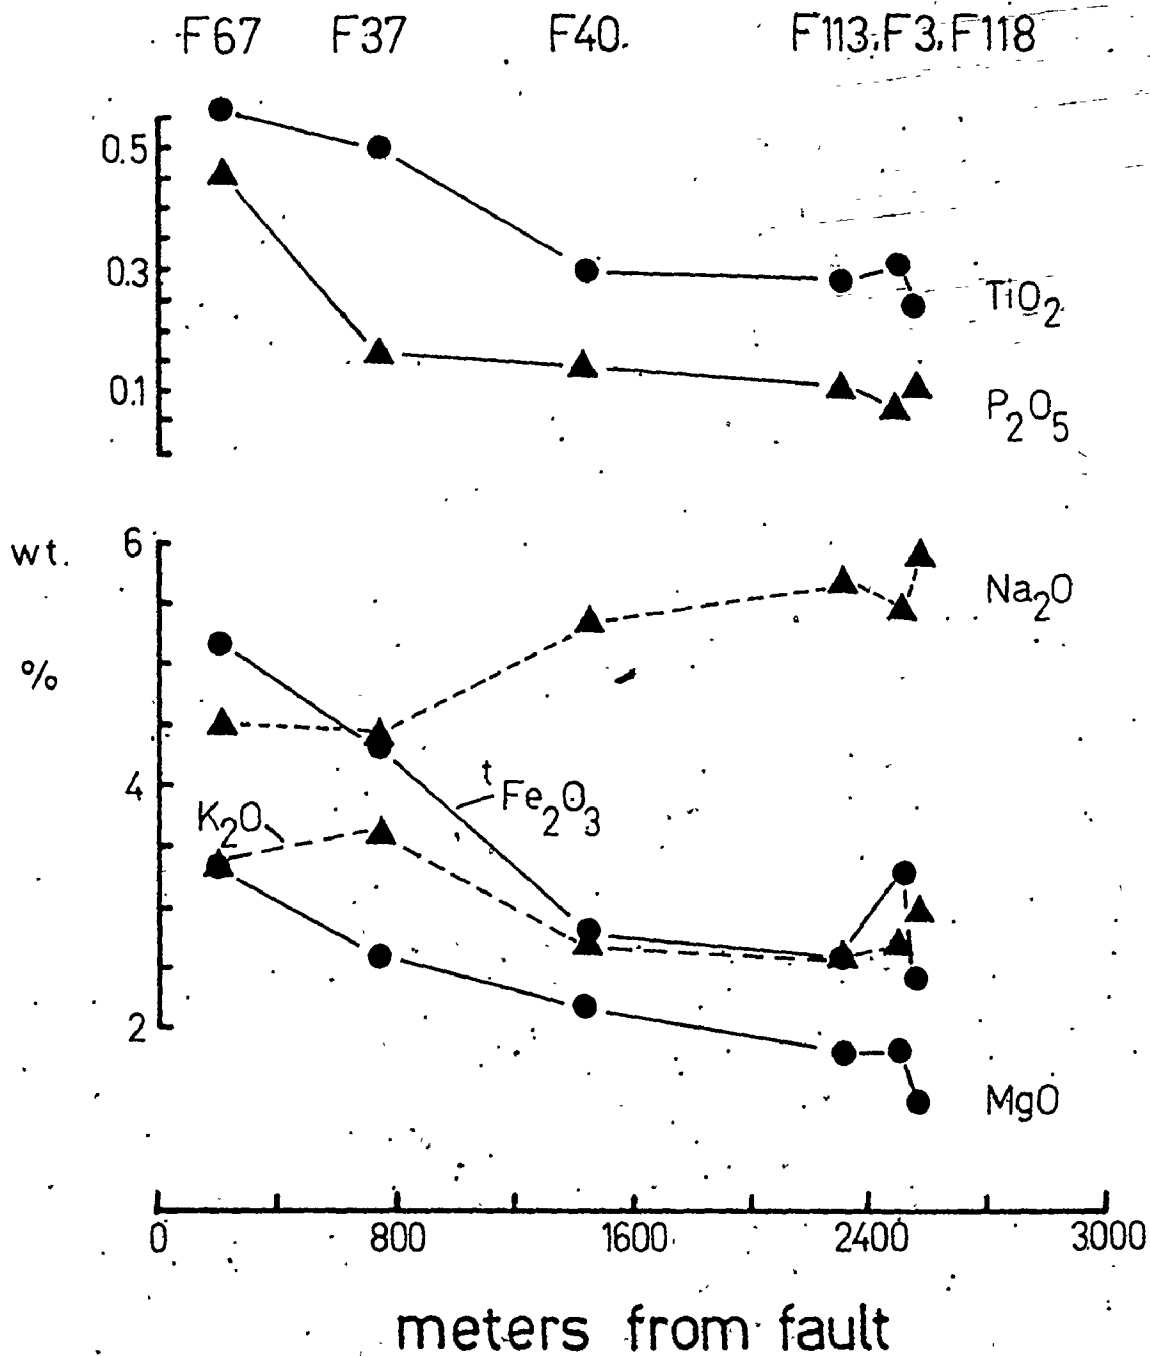 F67 F37 F40. F113, F3, F118
0.5
0.3
TiO2
0.1
P2O5
wt.
6
Na2O
%
t
Fe2O3
4
K2O
2
MgO
0 800 1600 2400 3000
meters from fault